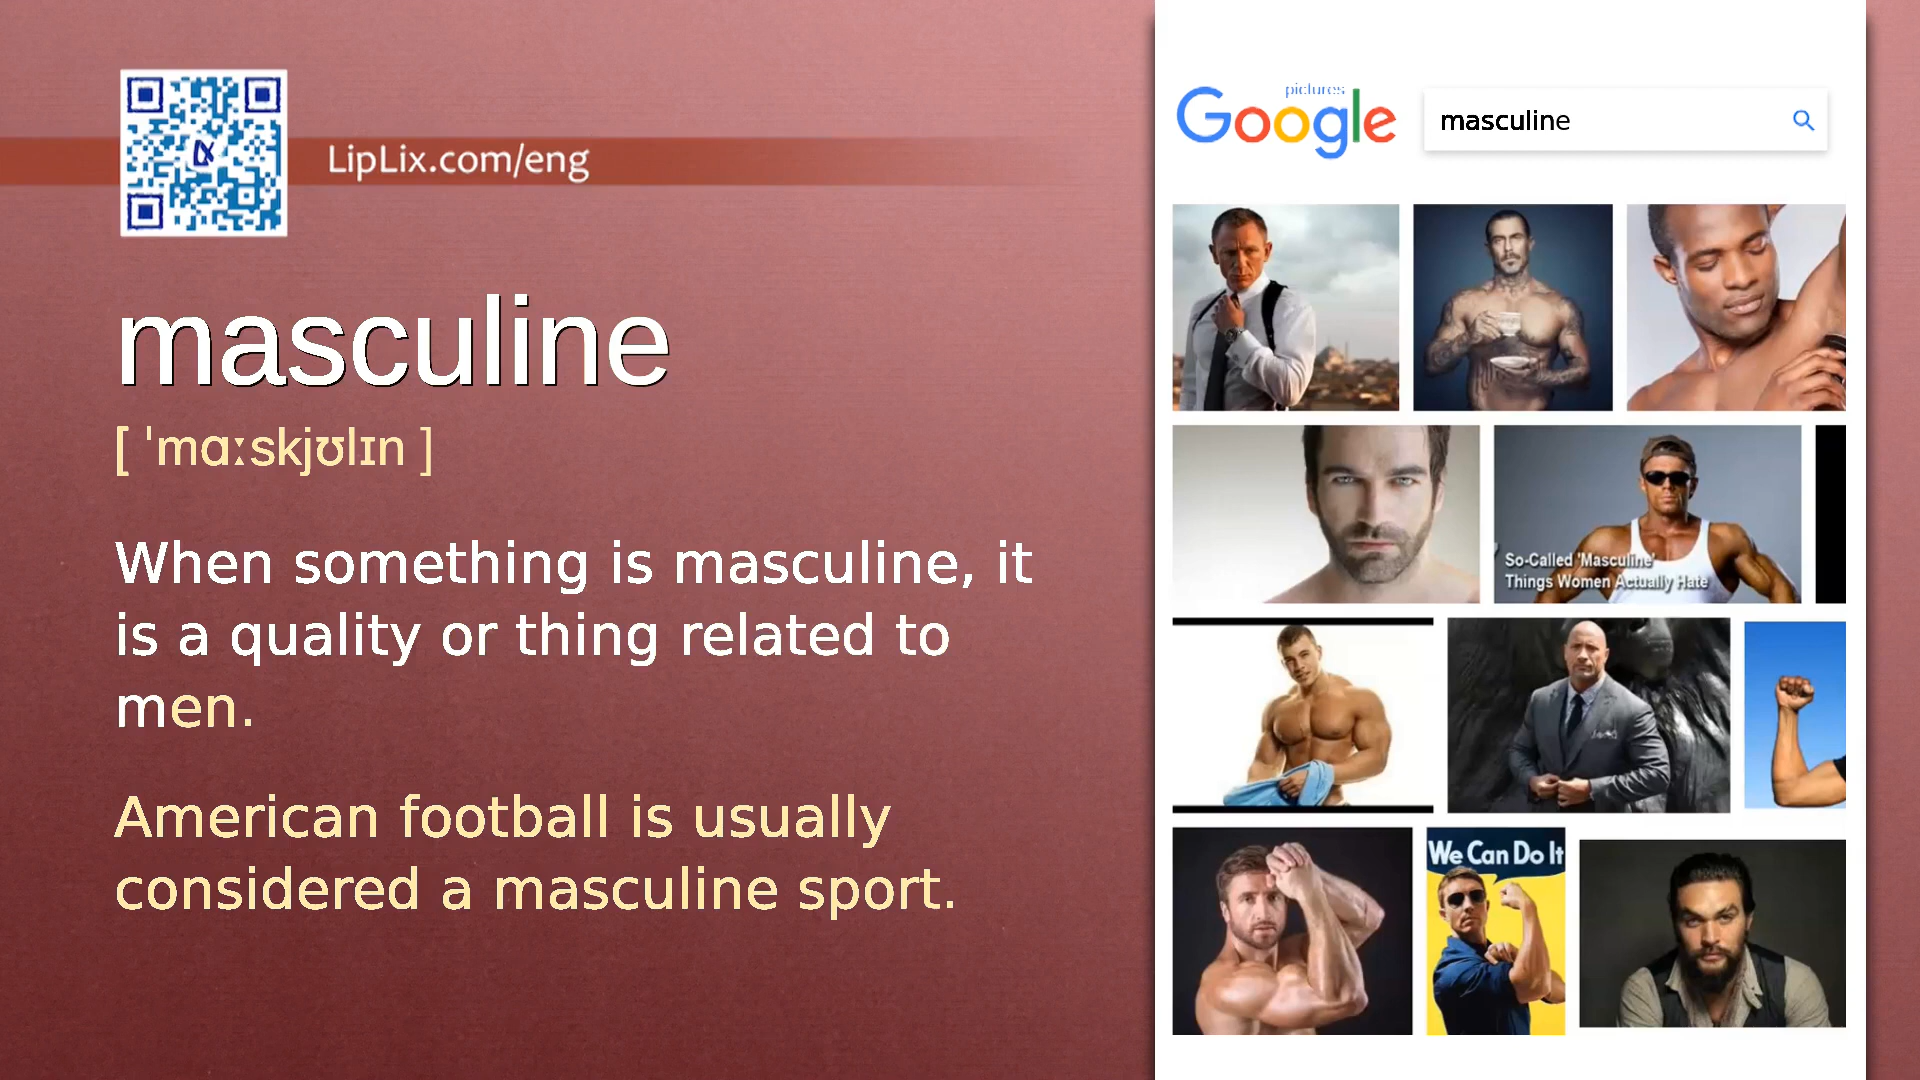 LipLix.com/eng
masculine
[ ˈmɑːskjʊlɪn ]
When something is masculine, it
is a quality or thing related to
men.
American football is usually
considered a masculine sport.
pictures
Google
masculine
So-Called 'Masculine'
Things Women Actually Hate
We Can Do It